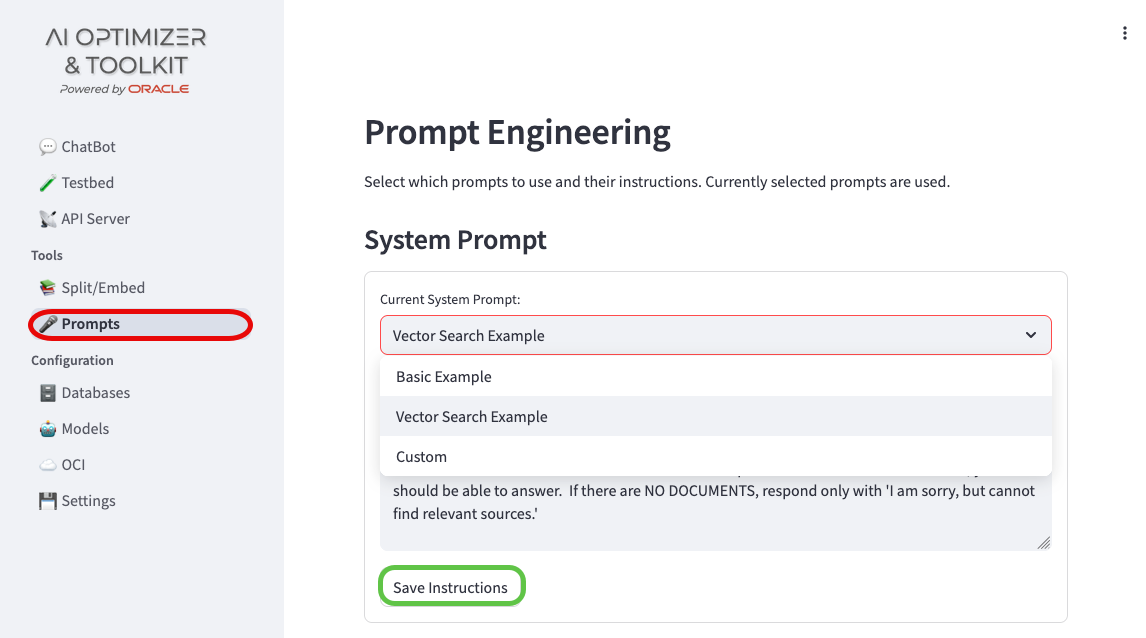 AI OPTIMIZER
& TOOLKIT
Powered by ORACLE
ChatBot
Testbed
API Server
Tools
Split/Embed
Prompts
Configuration
Databases
Models
OCI
Settings
Prompt Engineering
Select which prompts to use and their instructions. Currently selected prompts are used.
System Prompt
Current System Prompt:
Vector Search Example
Basic Example
Vector Search Example
Custom
should be able to answer.  If there are NO DOCUMENTS, respond only with 'I am sorry, but cannot
find relevant sources.'
Save Instructions